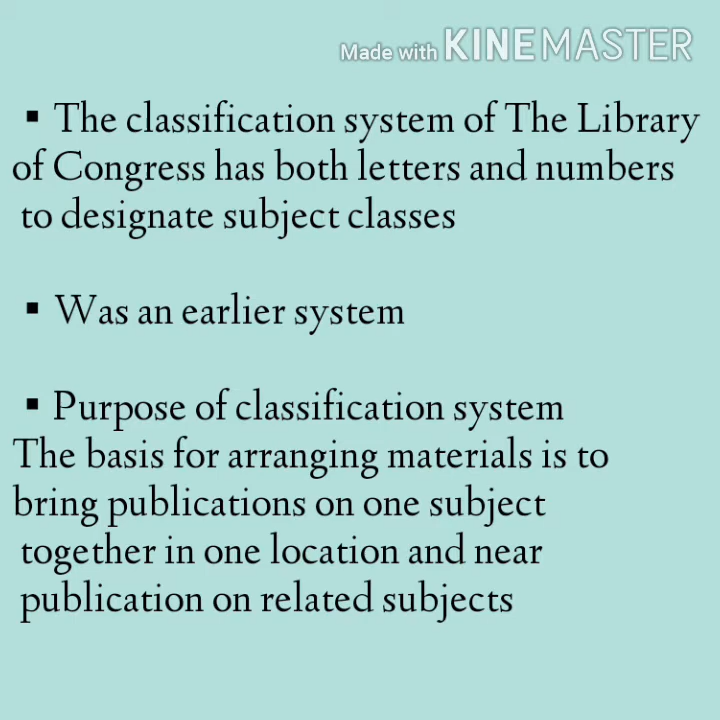 Made with KINEMASTER
▪ The classification system of The Library
of Congress has both letters and numbers
to designate subject classes
▪ Was an earlier system
▪ Purpose of classification system
The basis for arranging materials is to
bring publications on one subject
together in one location and near
publication on related subjects